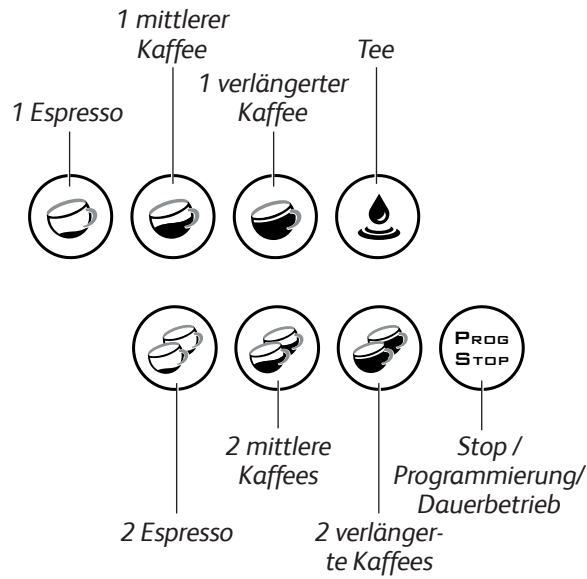 1 mittlerer
Kaffee
Tee
1 verlängerter
Kaffee
1 Espresso
PROG
STOP
2 mittlere
Kaffees
Stop /
Programmierung/
Dauerbetrieb
2 Espresso
2 verlänger-
te Kaffees